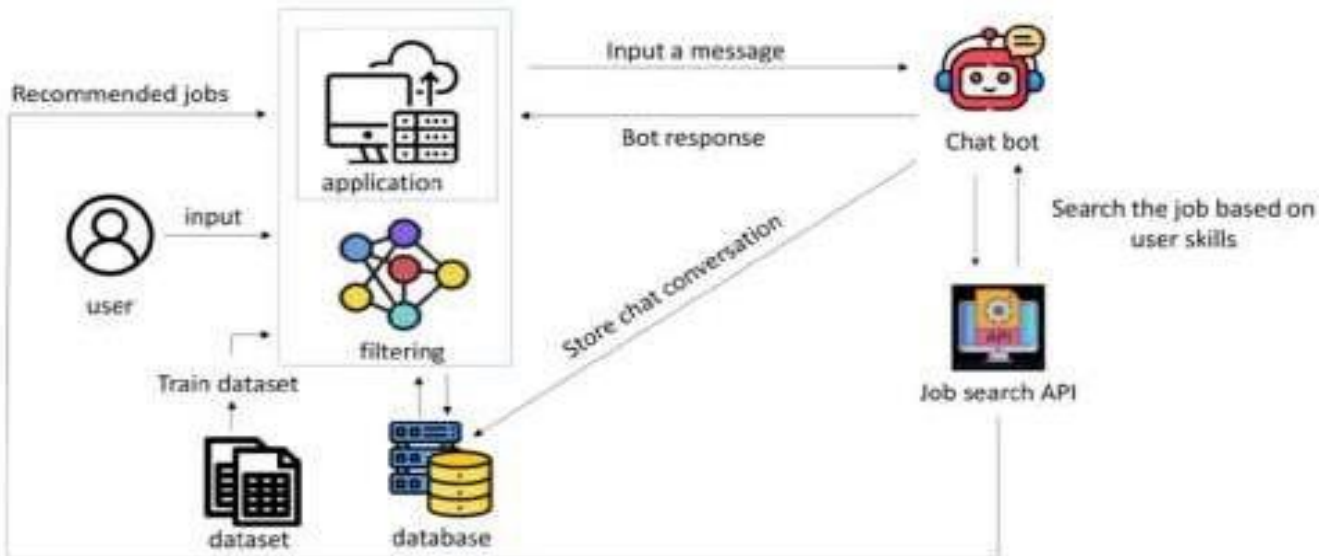 Input a message
Recommended jobs
Bot response
Chat bot
application
input
Search the job based on
user skills
Store chat conversation
user
filtering
API
Train dataset
Job search API
dataset
database